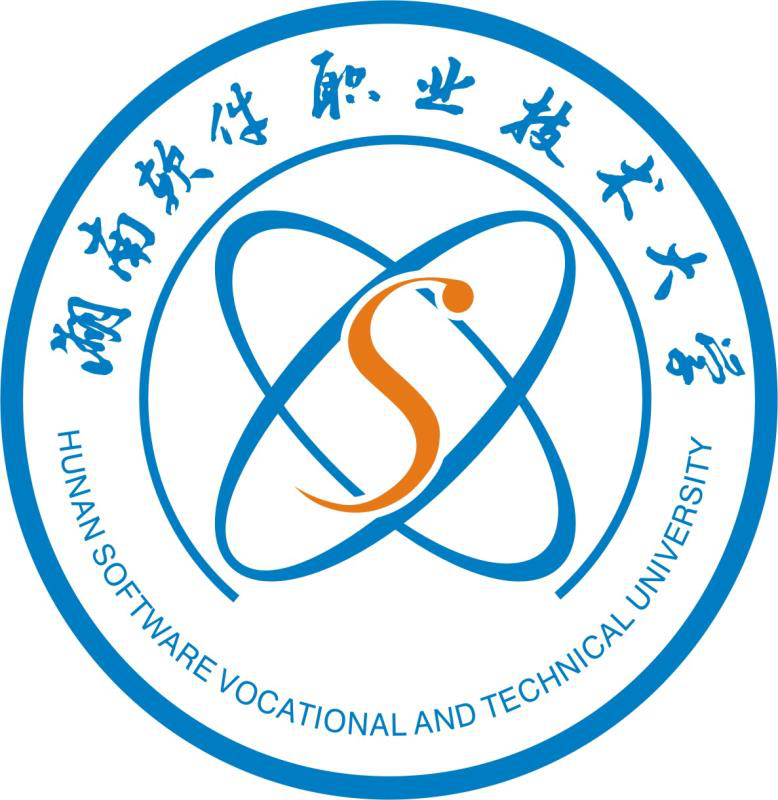 湖南软件职业技术大学
S
HUNAN SOFTWARE VOCATIONAL AND TECHNICAL UNIVERSITY